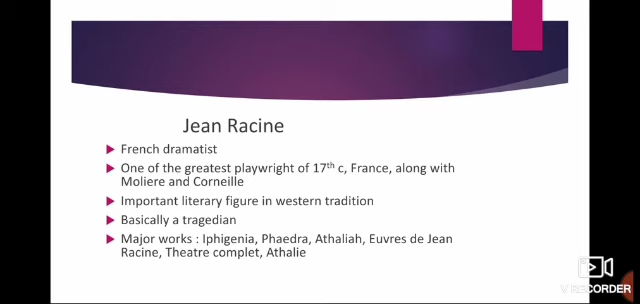 Jean Racine
French dramatist
One of the greatest playwright of 17th c, France, along with
Moliere and Corneille
Important literary figure in western tradition
Basically a tragedian
Major works : Iphigenia, Phaedra, Athaliah, Euvres de Jean
Racine, Theatre complet, Athalie
V RECORDER